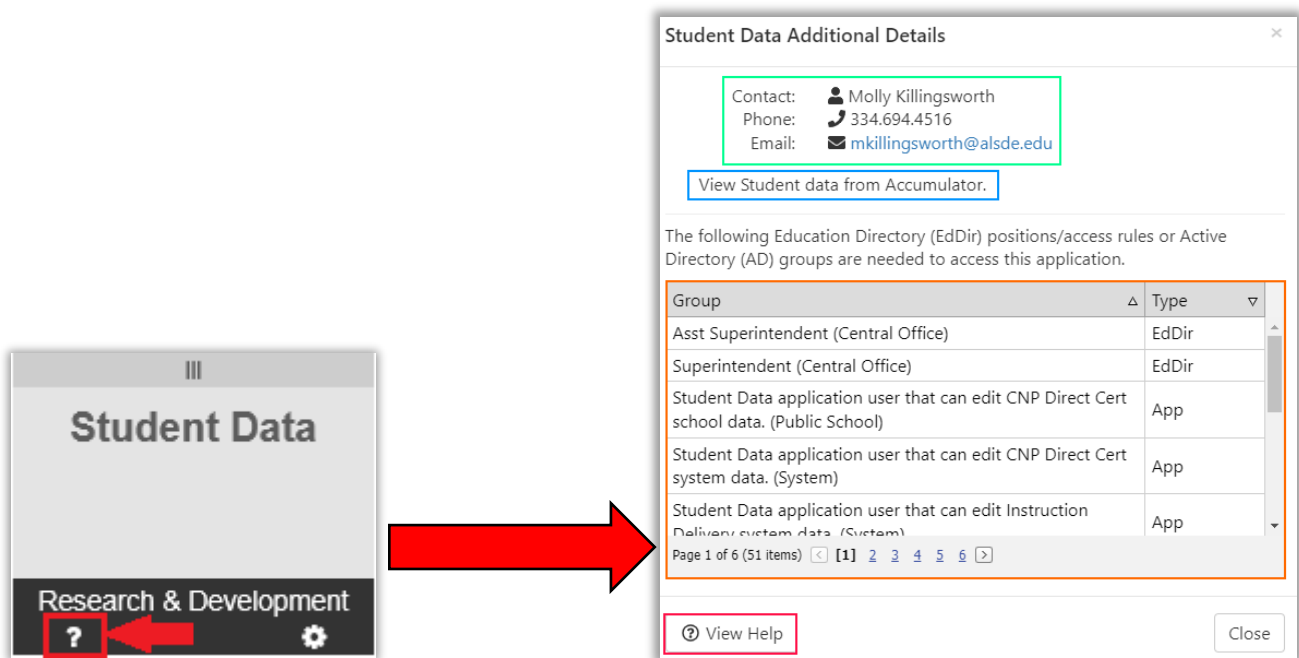 Student Data
Research & Development
?
Student Data Additional Details
×
Contact: Molly Killingsworth
Phone: 334.694.4516
Email: mkillingsworth@alsde.edu
View Student data from Accumulator.
The following Education Directory (EdDir) positions/access rules or Active
Directory (AD) groups are needed to access this application.
Group Type
Asst Superintendent (Central Office) EdDir
Superintendent (Central Office) EdDir
Student Data application user that can edit CNP Direct Cert
school data. (Public School) App
Student Data application user that can edit CNP Direct Cert
system data. (System) App
Student Data application user that can edit Instruction
Delivery system data. (System) App
Page 1 of 6 (51 items) < [1] 2 3 4 5 6 >
? View Help Close